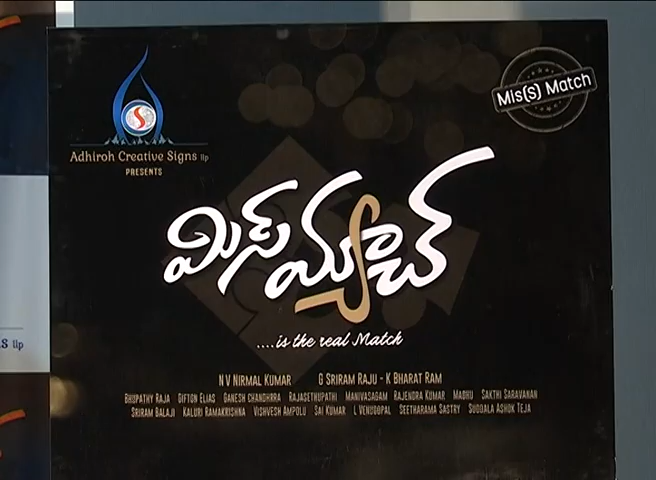 Mis(s) Match
Adhiroh Creative Signs llp
PRESENTS
మిస్ మ్యాచ్
....is the real Match
N V NIRMAL KUMAR G SRIRAM RAJU - K BHARAT RAM
BHUPATHY RAJA GIFTON ELIAS GANESH CHANDHRRA RAJASETHUPATHI MANIVASAGAM RAJENDRA KUMAR MADHU SAKTHI SARAVANAN
SRIRAM BALAJI KALURI RAMAKRISHNA VISHVESH AMPOLU SAI KUMAR L VENUGOPAL SEETHARAMA SASTRY SUDDALA ASHOK TEJA
llp